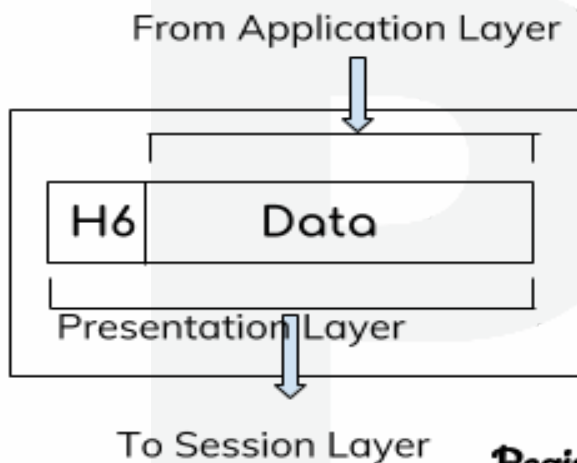 From Application Layer
H6 Data
Presentation Layer
To Session Layer